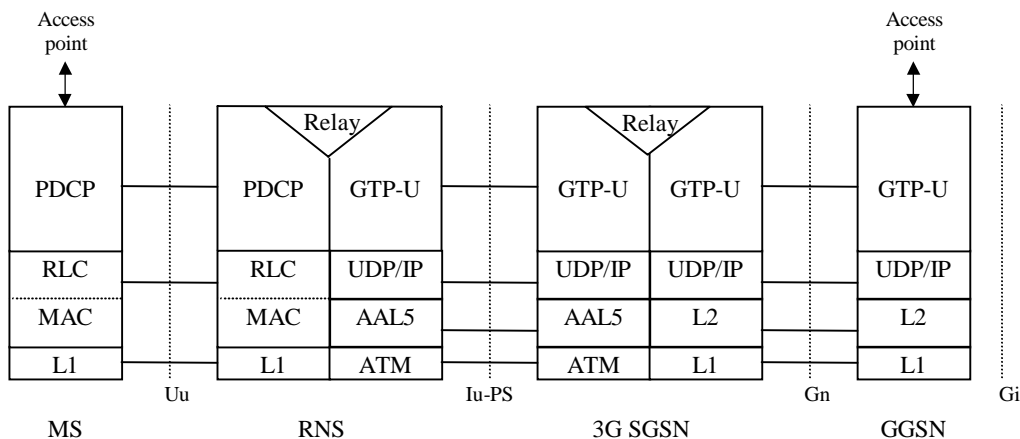 Access
point
Access
point
Relay
Relay
PDCP
PDCP
GTP-U
GTP-U
GTP-U
GTP-U
RLC
RLC
UDP/IP
UDP/IP
UDP/IP
UDP/IP
MAC
MAC
AAL5
AAL5
L2
L2
L1
L1
ATM
ATM
L1
L1
Uu
Iu-PS
Gn
Gi
MS
RNS
3G SGSN
GGSN